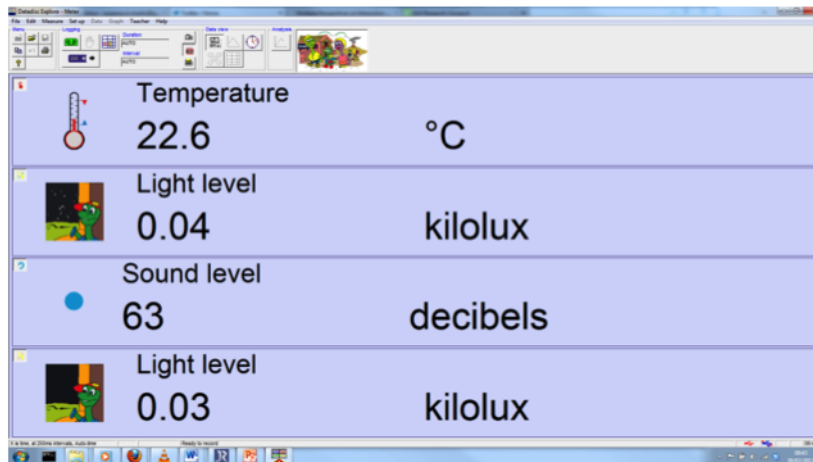 Datadisc Explore - Meter
File Edit Measure Set up Data Graph Teacher Help
Menu
Logging
Duration
Data view
Analysis
AUTO
Interval
AUTO
Temperature
22.6 °C
Light level
0.04 kilolux
Sound level
63 decibels
Light level
0.03 kilolux
Ready to record